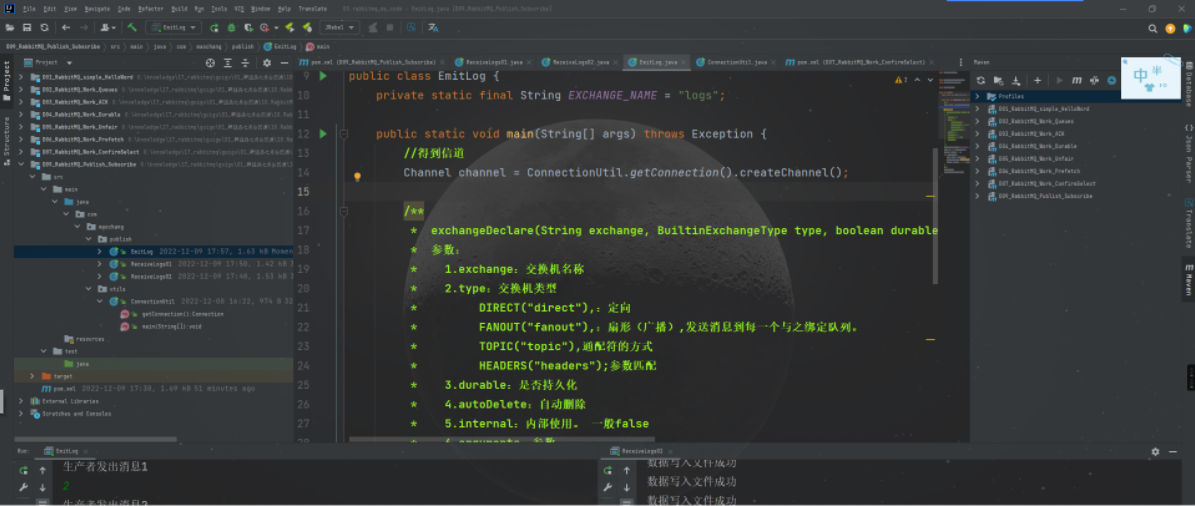 File Edit View Navigate Code Refactor Build Run Tools VCS Window Help Translate
EmitLog
JRebel
D09_RabbitMQ_Publish_Subscribe src main java com maochang publish EmitLog main
Project
pom.xml (D09_RabbitMQ_Publish_Subscribe) ReceiveLogs01.java ReceiveLogs02.java EmitLog.java ConnectionUtil.java pom.xml (D07_RabbitMQ_Work_ConfirmSelect)
Maven
D01_RabbitMQ_simple_HelloWord
D02_RabbitMQ_Work_Queues
D03_RabbitMQ_Work_ACK
D04_RabbitMQ_Work_Durable
D05_RabbitMQ_Work_Unfair
D06_RabbitMQ_Work_Prefetch
D07_RabbitMQ_Work_ConfirmSelect
D09_RabbitMQ_Publish_Subscribe
src
main
java
com
maochang
publish
EmitLog 2022-12-09 17:57, 1.63 kB
ReceiveLogs01 2022-12-09 17:50, 1.42 kB
ReceiveLogs02 2022-12-09 17:48, 1.53 kB
utils
ConnectionUtil 2022-12-08 16:22, 974 B
getConnection():Connection
main(String[]):void
resources
test
java
target
pom.xml 2022-12-09 17:30, 1.69 kB 51 minutes ago
External Libraries
Scratches and Consoles
Project
Structure
9 public class EmitLog {
10 private static final String EXCHANGE_NAME = "logs";
11
12 public static void main(String[] args) throws Exception {
13 //得到信道
14 Channel channel = ConnectionUtil.getConnection().createChannel();
15
16 /**
17 * exchangeDeclare(String exchange, BuiltinExchangeType type, boolean durable
18 * 参数：
19 * 1.exchange：交换机名称
20 * 2.type：交换机类型
21 * DIRECT("direct"),：定向
22 * FANOUT("fanout"),：扇形（广播）,发送消息到每一个与之绑定队列。
23 * TOPIC("topic"),通配符的方式
24 * HEADERS("headers");参数匹配
25 * 3.durable：是否持久化
26 * 4.autoDelete：自动删除
27 * 5.internal：内部使用。 一般false
28
2
Profiles
D01_RabbitMQ_simple_HelloWord
D02_RabbitMQ_Work_Queues
D03_RabbitMQ_Work_ACK
D04_RabbitMQ_Work_Durable
D05_RabbitMQ_Work_Unfair
D06_RabbitMQ_Work_Prefetch
D07_RabbitMQ_Work_ConfirmSelect
D09_RabbitMQ_Publish_Subscribe
中 半
Database
Json Parser
Translate
Maven
Run: EmitLog
生产者发出消息1
2
生产者发出消息2
ReceiveLogs02
数据写入文件成功
数据写入文件成功
数据写入文件成功